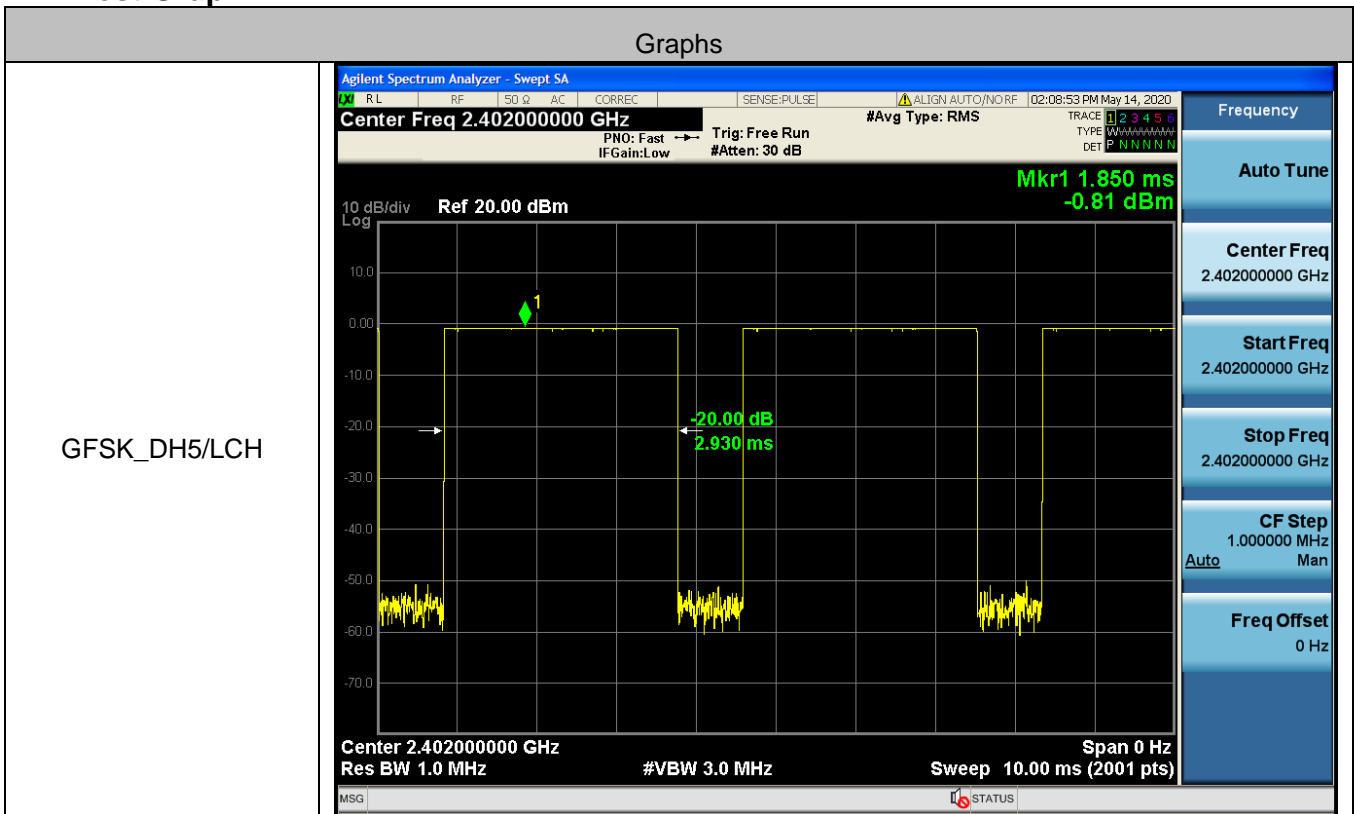 Graphs
GFSK_DH5/LCH
Agilent Spectrum Analyzer - Swept SA
LXI RL RF 50 Ω AC CORREC SENSE:PULSE ALIGN AUTO/NO RF 02:08:53 PM May 14, 2020
Center Freq 2.402000000 GHz
PNO: Fast
IFGain:Low
Trig: Free Run
#Atten: 30 dB
#Avg Type: RMS
TRACE 1 2 3 4 5 6
TYPE WWWWWWWW
DET P N N N N N
Mkr1 1.850 ms
-0.81 dBm
10 dB/div Ref 20.00 dBm
Log
10.0
1
0.00
-10.0
-20.0
-20.00 dB
2.930 ms
-30.0
-40.0
-50.0
-60.0
-70.0
Center 2.402000000 GHz Span 0 Hz
Res BW 1.0 MHz #VBW 3.0 MHz Sweep 10.00 ms (2001 pts)
MSG STATUS
Frequency
Auto Tune
Center Freq
2.402000000 GHz
Start Freq
2.402000000 GHz
Stop Freq
2.402000000 GHz
CF Step
1.000000 MHz
Auto Man
Freq Offset
0 Hz